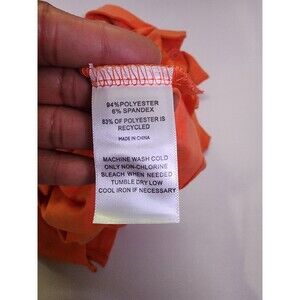 94%POLYESTER
6% SPANDEX
83% OF POLYESTER IS
RECYCLED
MADE IN CHINA
MACHINE WASH COLD
ONLY NON-CHLORINE
BLEACH WHEN NEEDED
TUMBLE DRY LOW
COOL IRON IF NECESSARY